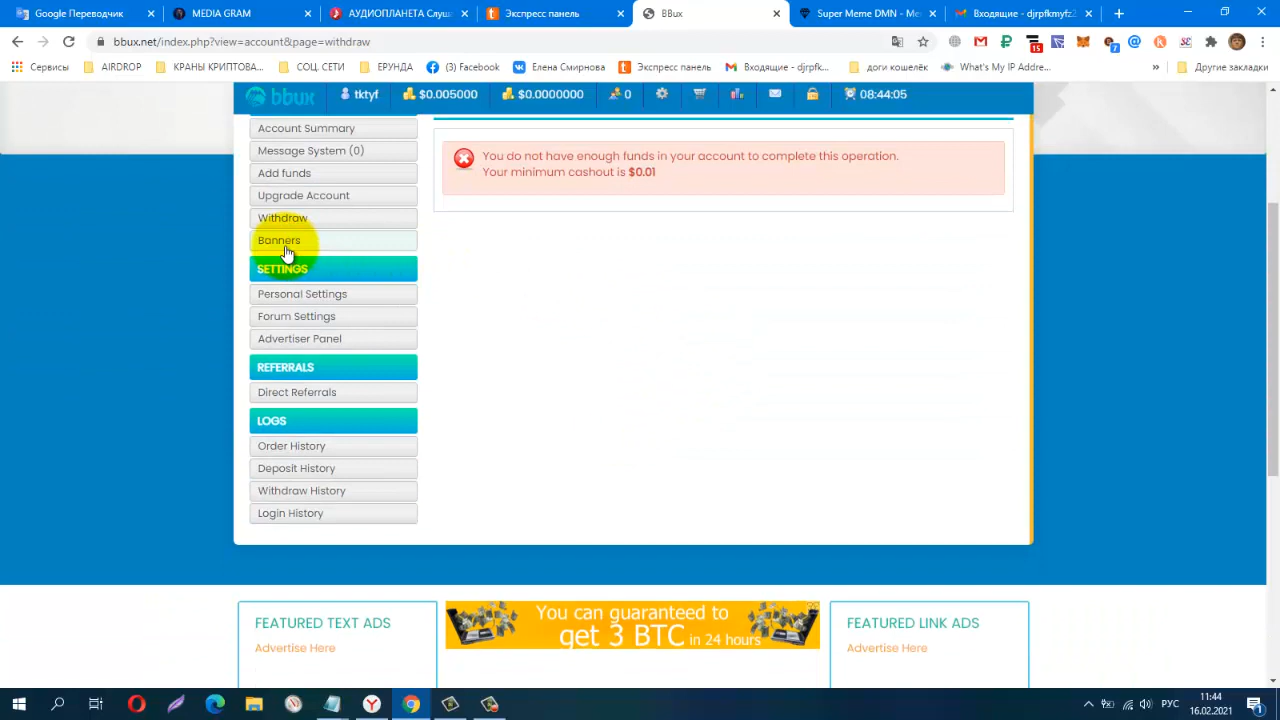 Google Переводчик
MEDIA GRAM
АУДИОПЛАНЕТА Слуш
Экспресс панель
BBux
Super Meme DMN - Me
Входящие - djrpfkmyfz2
bbux.net/index.php?view=account&page=withdraw
15
7
Сервисы
AIRDROP
КРАНЫ КРИПТОВА...
СОЦ. СЕТИ
ЕРУНДА
(3) Facebook
Елена Смирнова
Экспресс панель
Входящие - djrpfk...
доги кошелёк
What's My IP Addre...
»
Другие закладки
bbux
tktyf
$0.005000
$0.0000000
0
08:44:05
Account Summary
Message System (0)
Add funds
Upgrade Account
Withdraw
Banners
SETTINGS
Personal Settings
Forum Settings
Advertiser Panel
REFERRALS
Direct Referrals
LOGS
Order History
Deposit History
Withdraw History
Login History
You do not have enough funds in your account to complete this operation.
Your minimum cashout is $0.01
FEATURED TEXT ADS
Advertise Here
You can guaranteed to
get 3 BTC in 24 hours
FEATURED LINK ADS
Advertise Here
РУС
11:44
16.02.2021
1